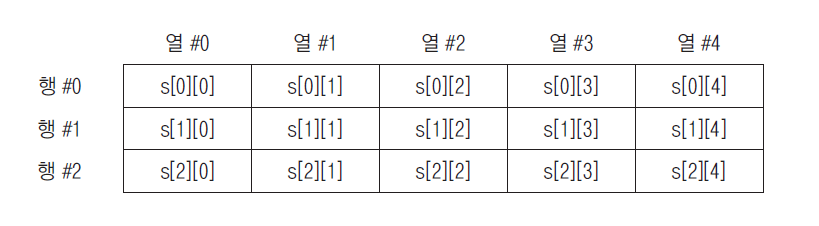 열 #0 열 #1 열 #2 열 #3 열 #4
행 #0 s[0][0] s[0][1] s[0][2] s[0][3] s[0][4]
행 #1 s[1][0] s[1][1] s[1][2] s[1][3] s[1][4]
행 #2 s[2][0] s[2][1] s[2][2] s[2][3] s[2][4]